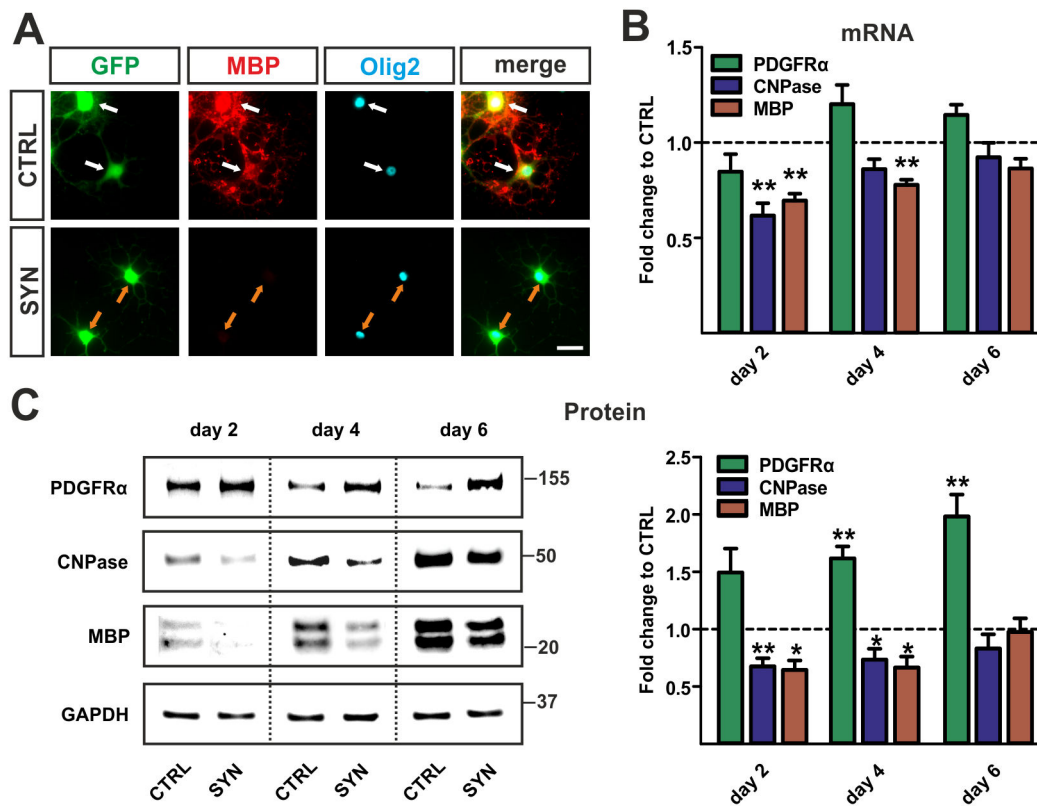 A
GFP MBP Olig2 merge
CTRL
SYN
B
mRNA
PDGFRα
CNPase
MBP
Fold change to CTRL
1.5
1.0
0.5
** **
**
day 2 day 4 day 6
C
day 2 day 4 day 6
PDGFRα 155
CNPase 50
MBP 20
GAPDH 37
CTRL SYN CTRL SYN CTRL SYN
Protein
PDGFRα
CNPase
MBP
Fold change to CTRL
2.5
2.0
1.5
1.0
0.5
** *
** * *
**
day 2 day 4 day 6